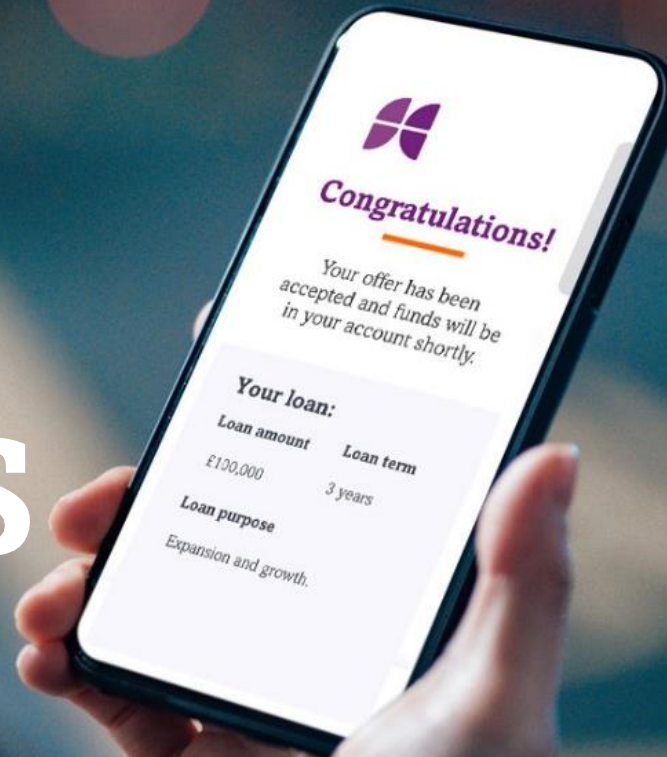 Congratulations!
Your offer has been
accepted and funds will be
in your account shortly.
Your loan:
Loan amount
Loan term
£100,000
3 years
Loan purpose
Expansion and growth.
s